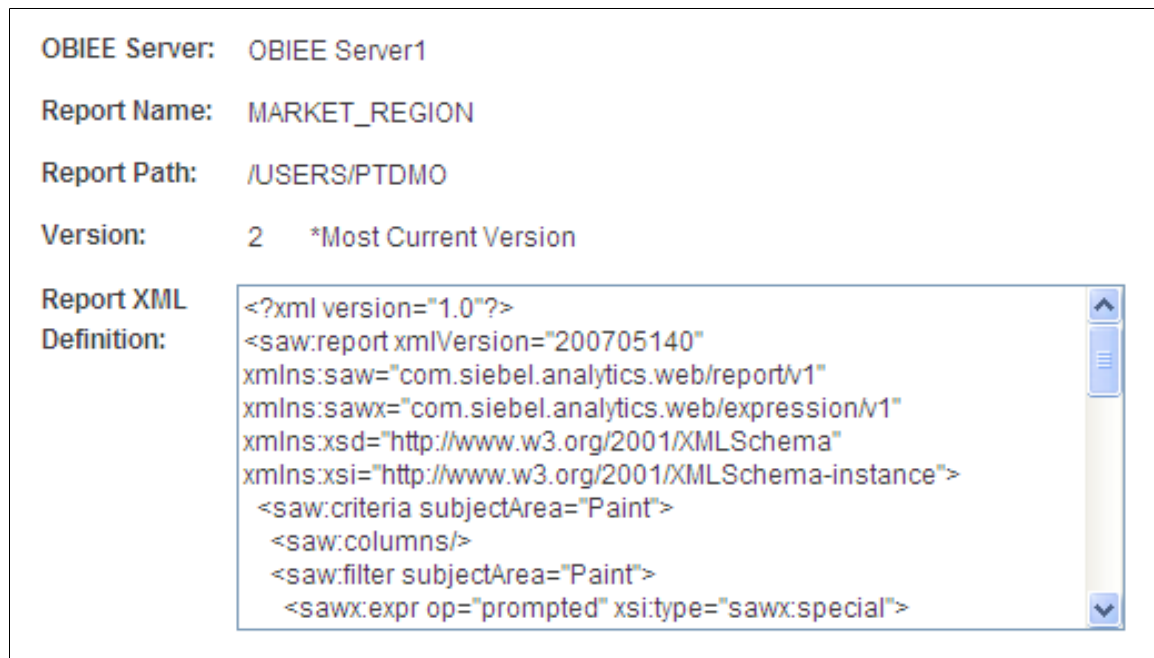 OBIEE Server: OBIEE Server1
Report Name: MARKET_REGION
Report Path: /USERS/PTDMO
Version: 2 *Most Current Version
Report XML Definition:
<?xml version="1.0"?>
<saw:report xmlVersion="200705140"
xmlns:saw="com.siebel.analytics.web/report/v1"
xmlns:sawx="com.siebel.analytics.web/expression/v1"
xmlns:xsd="http://www.w3.org/2001/XMLSchema"
xmlns:xsi="http://www.w3.org/2001/XMLSchema-instance">
<saw:criteria subjectArea="Paint">
<saw:columns/>
<saw:filter subjectArea="Paint">
<sawx:expr op="prompted" xsi:type="sawx:special">